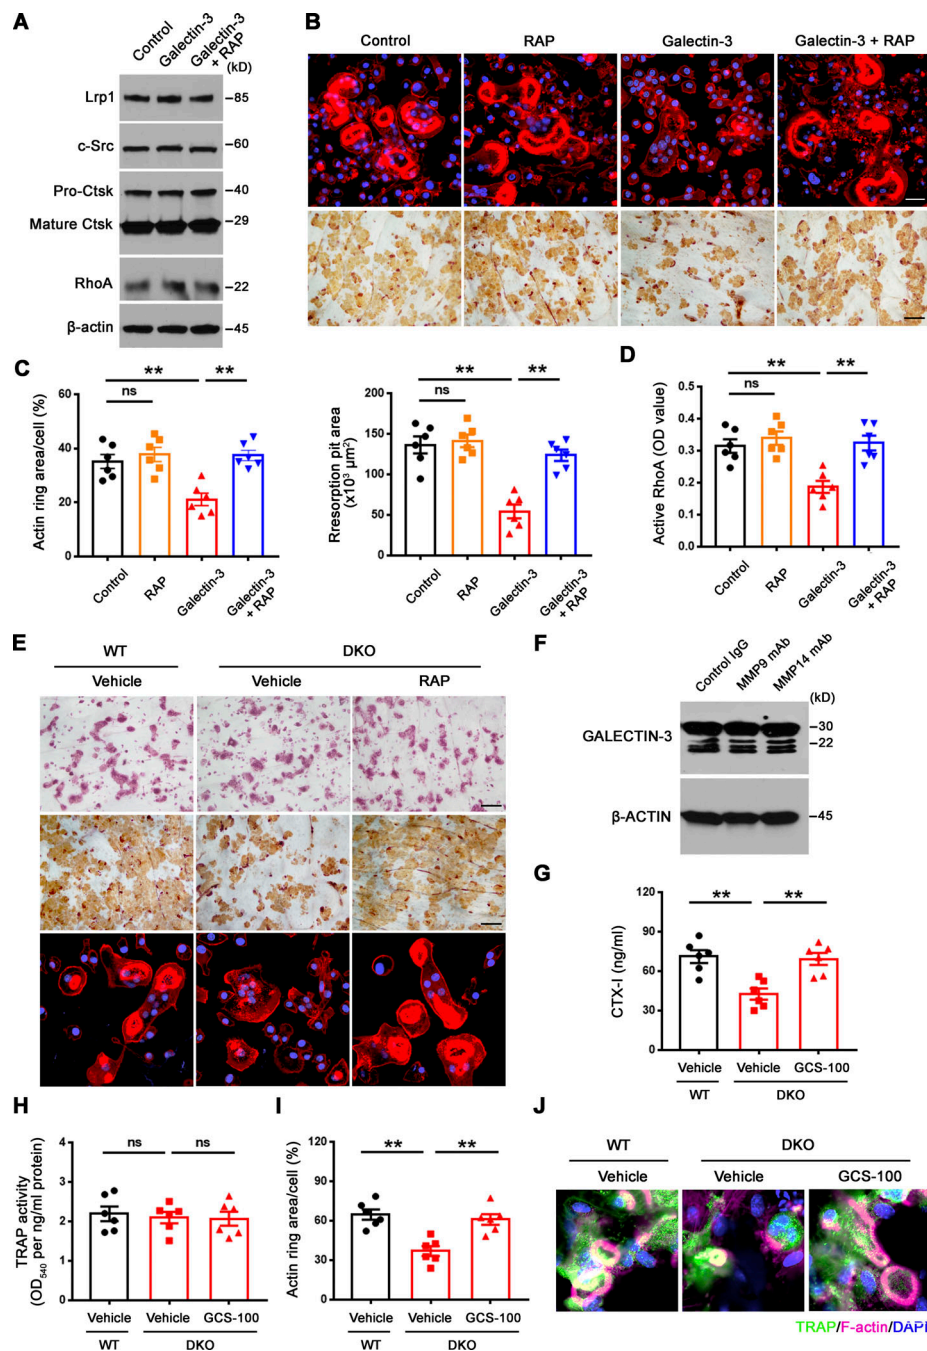 A
Control
Galectin-3
Galectin-3
+ RAP
(kD)
Lrp1
85
c-Src
60
Pro-Ctsk
40
Mature Ctsk
29
RhoA
22
β-actin
45
B
Control
RAP
Galectin-3
Galectin-3 + RAP
C
Actin ring area/cell (%)
60
40
20
0
**
**
ns
Control
RAP
Galectin-3
Galectin-3
+ RAP
Rresorption pit area
(x10³ µm²)
200
150
100
50
0
**
**
ns
Control
RAP
Galectin-3
Galectin-3
+ RAP
D
Active RhoA (OD value)
0.5
0.4
0.3
0.2
0.1
0.0
**
**
ns
Control
RAP
Galectin-3
Galectin-3
+ RAP
E
WT
DKO
Vehicle
Vehicle
RAP
F
Control IgG
MMP9 mAb
MMP14 mAb
(kD)
GALECTIN-3
30
22
β-ACTIN
45
G
CTX-I (ng/ml)
120
90
60
30
0
**
**
Vehicle
Vehicle
GCS-100
WT
DKO
H
TRAP activity
(OD₅₄₀ per ng/ml protein)
4
3
2
1
0
ns
ns
Vehicle
Vehicle
GCS-100
WT
DKO
I
Actin ring area/cell (%)
120
90
60
30
0
**
**
Vehicle
Vehicle
GCS-100
WT
DKO
J
WT
DKO
Vehicle
Vehicle
GCS-100
TRAP/F-actin/DAPI